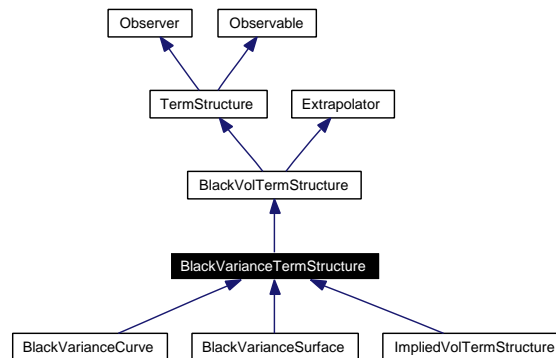 Observer
Observable
TermStructure
Extrapolator
BlackVolTermStructure
BlackVarianceTermStructure
BlackVarianceCurve
BlackVarianceSurface
ImpliedVolTermStructure